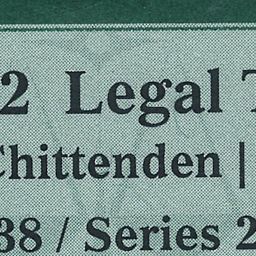 2 Legal T
Chittenden |
38 / Series 2